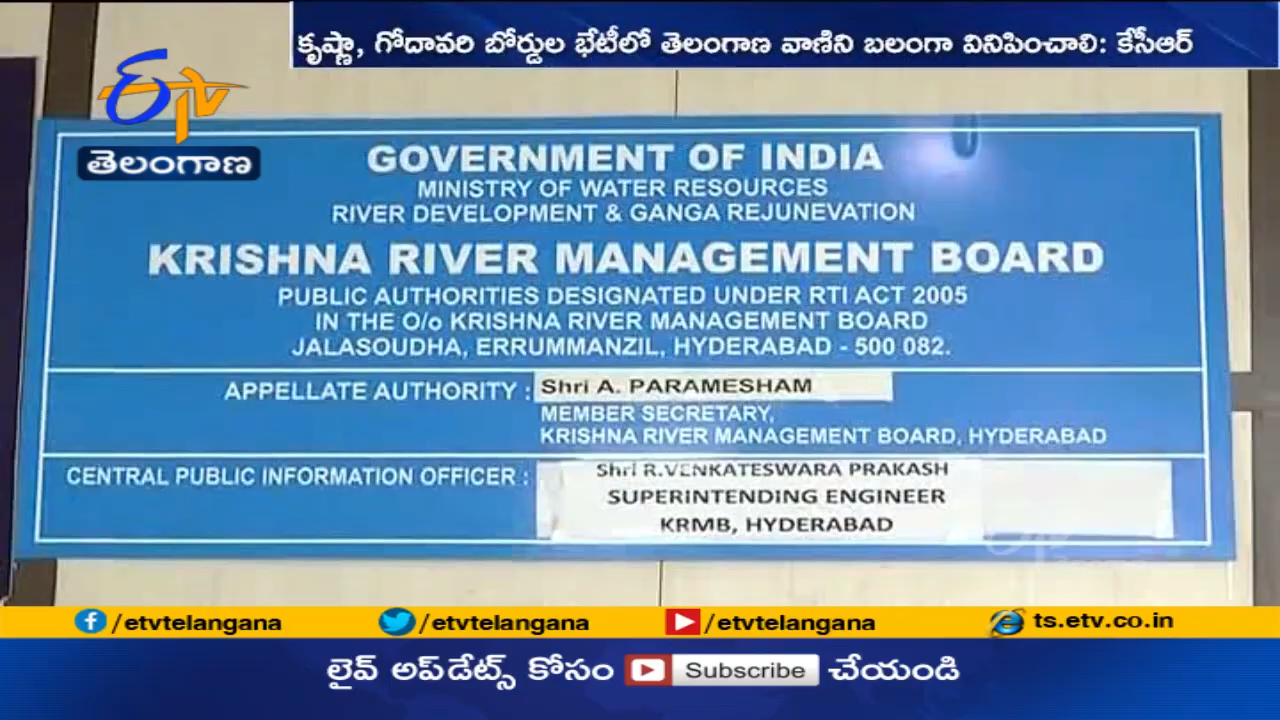 కృష్ణా, గోదావరి బోర్డుల భేటీలో తెలంగాణ వాణిని బలంగా వినిపించాలి: కేసీఆర్
ETV
తెలంగాణ
GOVERNMENT OF INDIA
MINISTRY OF WATER RESOURCES
RIVER DEVELOPMENT & GANGA REJUNEVATION
KRISHNA RIVER MANAGEMENT BOARD
PUBLIC AUTHORITIES DESIGNATED UNDER RTI ACT 2005
IN THE O/o KRISHNA RIVER MANAGEMENT BOARD
JALASOUDHA, ERRUMMANZIL, HYDERABAD - 500 082.
APPELLATE AUTHORITY : Shri A. PARAMESHAM
MEMBER SECRETARY,
KRISHNA RIVER MANAGEMENT BOARD, HYDERABAD
CENTRAL PUBLIC INFORMATION OFFICER : Shri R.VENKATESWARA PRAKASH
SUPERINTENDING ENGINEER
KRMB, HYDERABAD
/etvtelangana /etvtelangana /etvtelangana ts.etv.co.in
లైవ్ అప్‌డేట్స్ కోసం Subscribe చేయండి